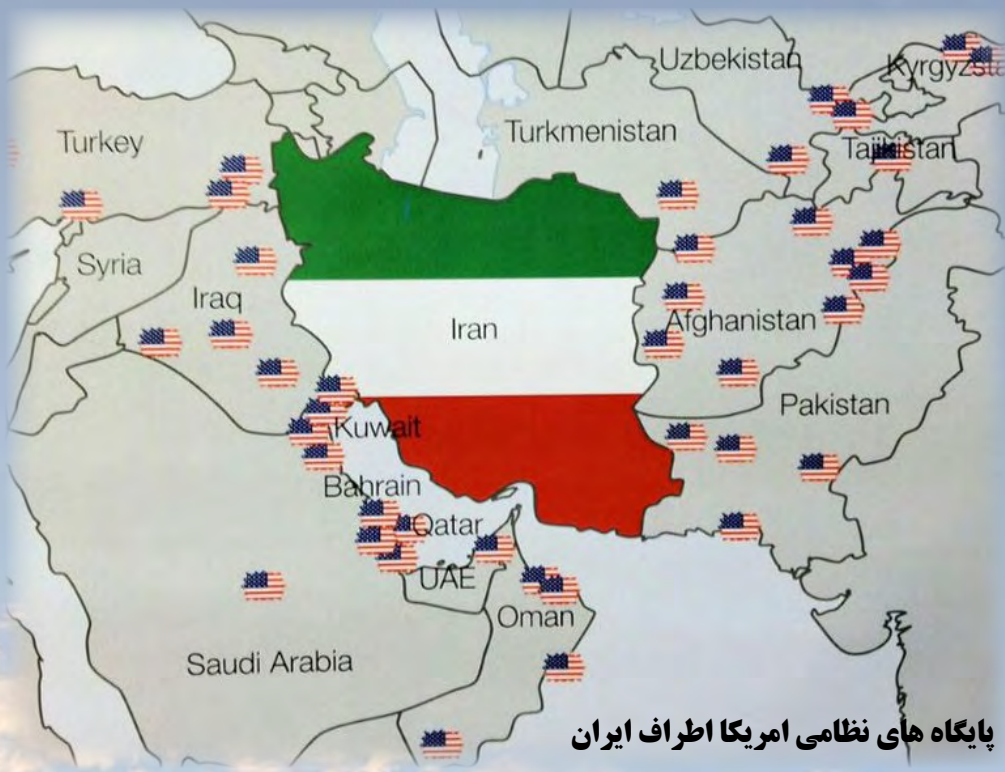 Uzbekistan
Kyrgyzsta
Turkey
Turkmenistan
Tajikistan
Syria
Iraq
Iran
Afghanistan
Pakistan
Kuwait
Bahrain
Qatar
UAE
Oman
Saudi Arabia
پایگاه های نظامی امریکا اطراف ایران